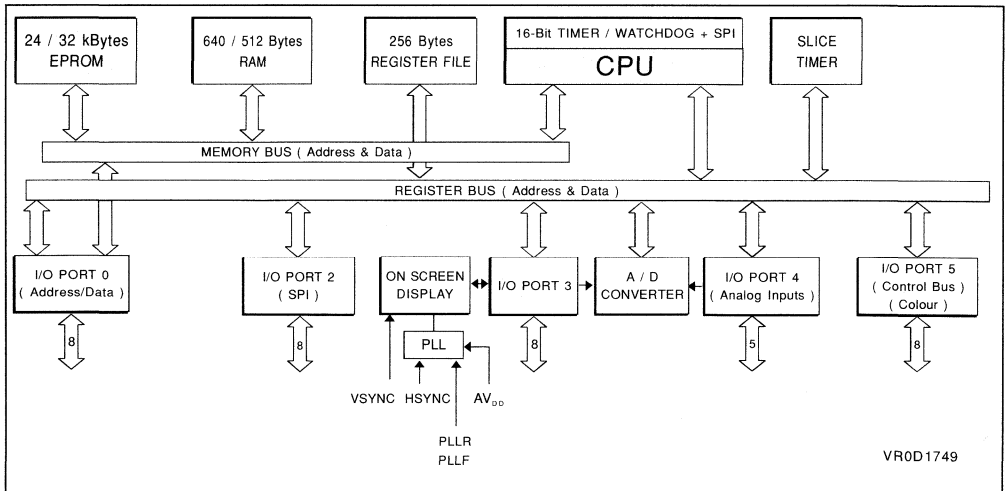 24 / 32 kBytes
EPROM
640 / 512 Bytes
RAM
256 Bytes
REGISTER FILE
16-Bit TIMER / WATCHDOG + SPI
CPU
SLICE
TIMER
MEMORY BUS ( Address & Data )
REGISTER BUS ( Address & Data )
I/O PORT 0
( Address/Data )
I/O PORT 2
( SPI )
ON SCREEN
DISPLAY
I/O PORT 3
A / D
CONVERTER
I/O PORT 4
( Analog Inputs )
I/O PORT 5
( Control Bus )
( Colour )
PLL
8
8
8
5
8
VSYNC
HSYNC
AVDD
PLLR
PLLF
VR0D1749